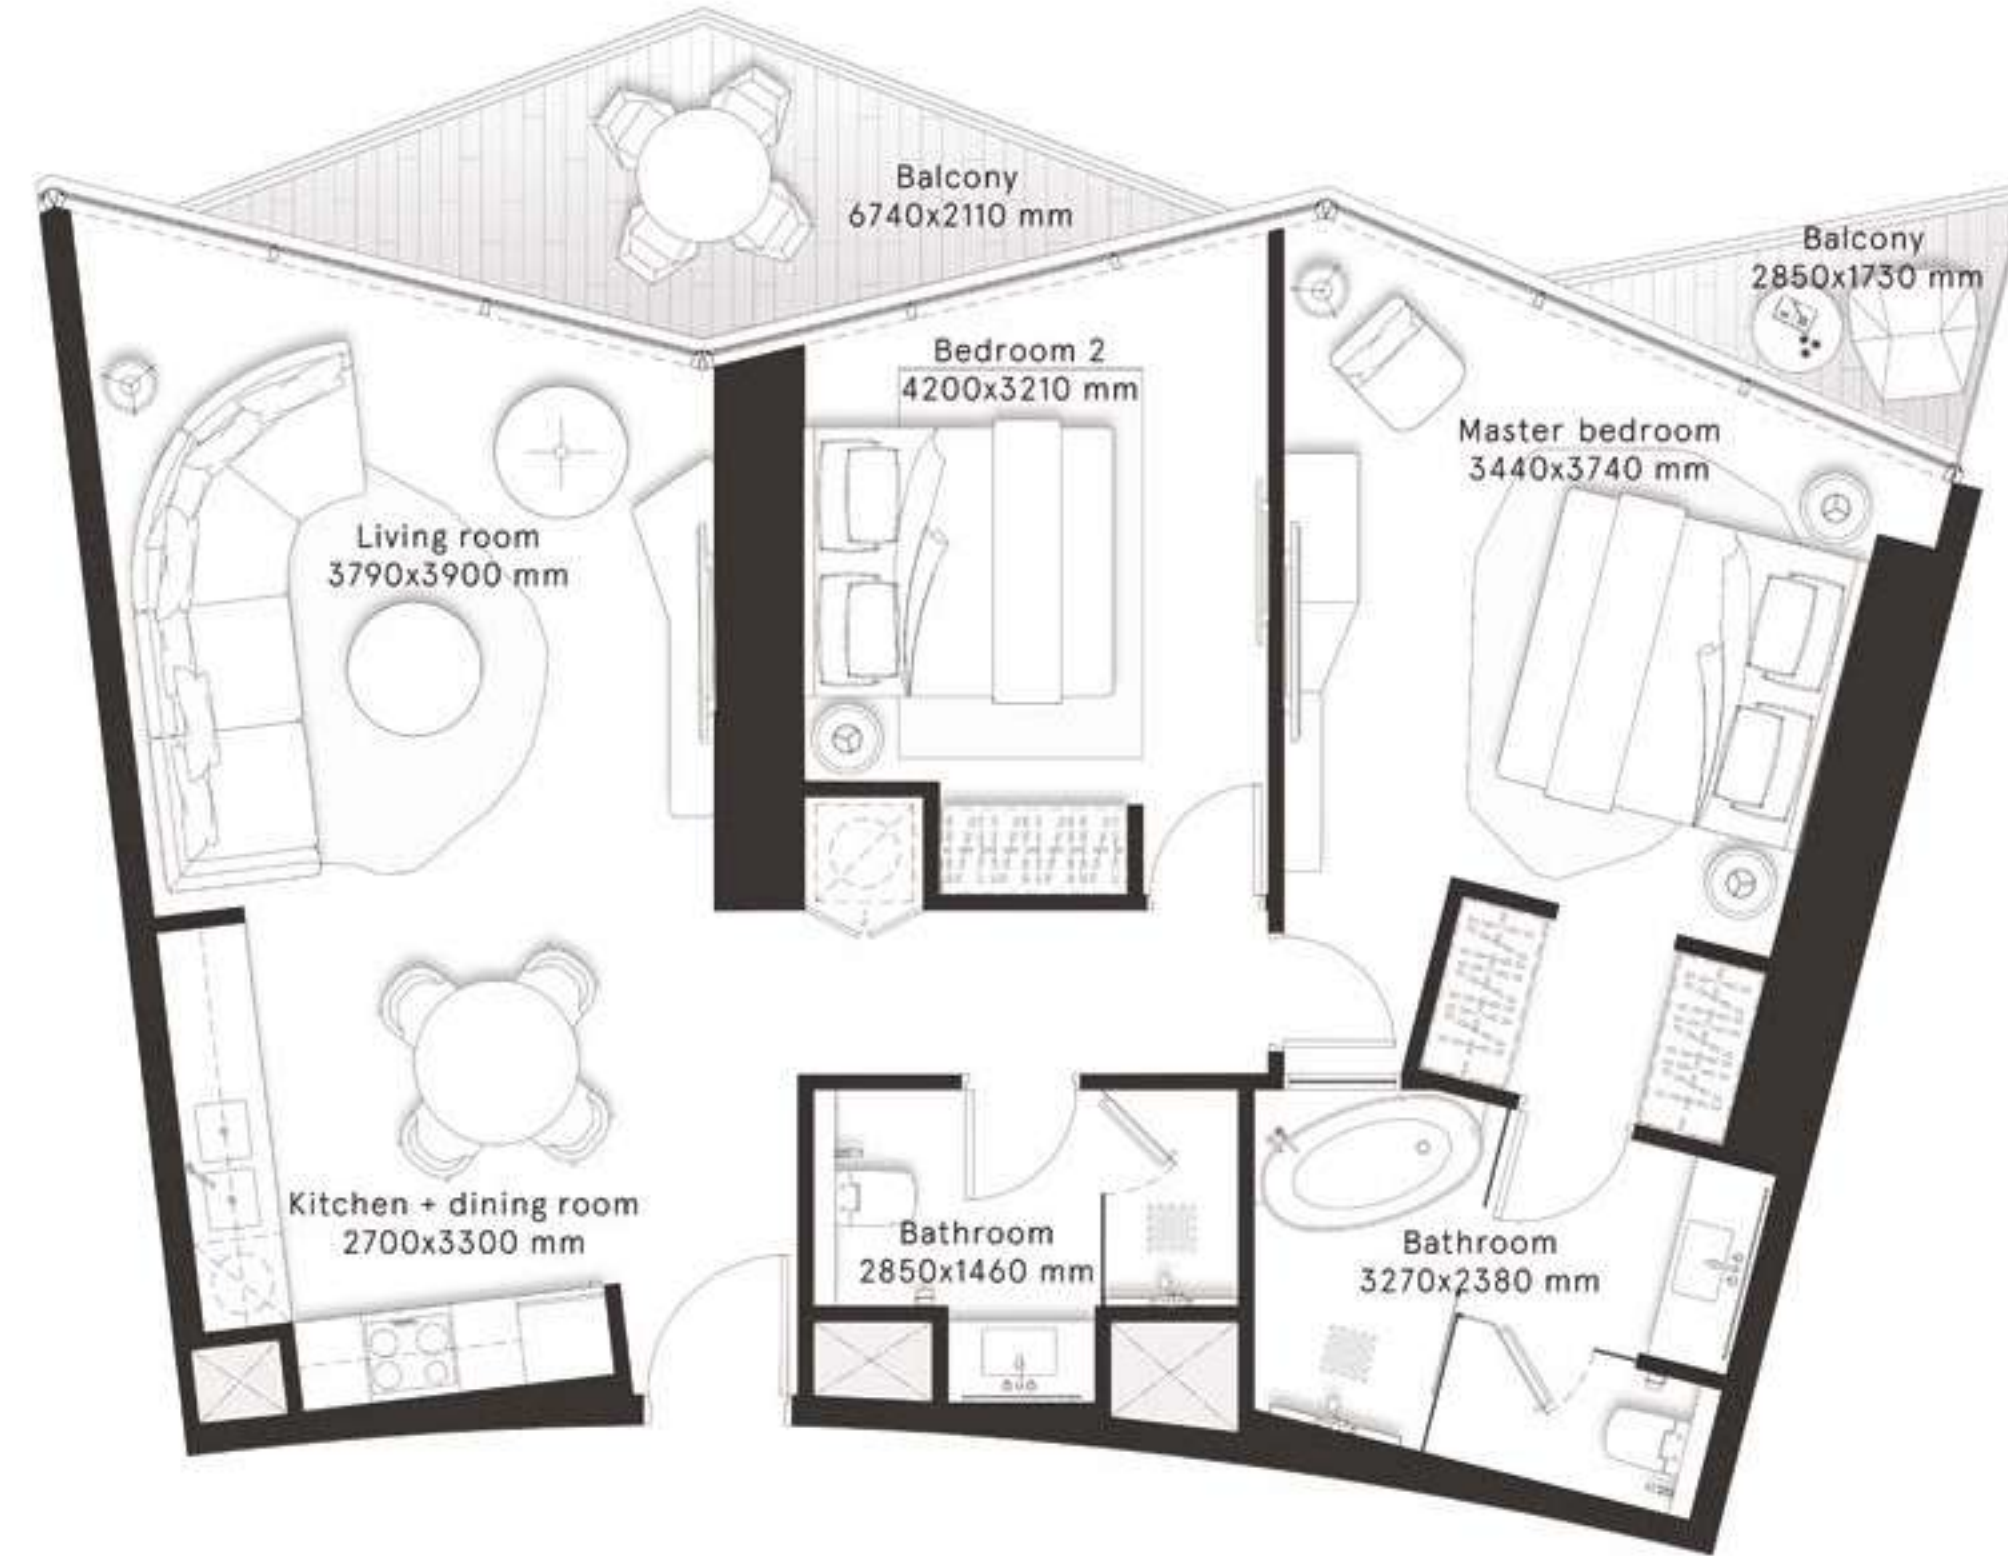 Balcony
6740x2110 mm
Balcony
2850x1730 mm
Bedroom 2
4200x3210 mm
Master bedroom
3440x3740 mm
Living room
3790x3900 mm
Kitchen + dining room
2700x3300 mm
Bathroom
2850x1460 mm
Bathroom
3270x2380 mm